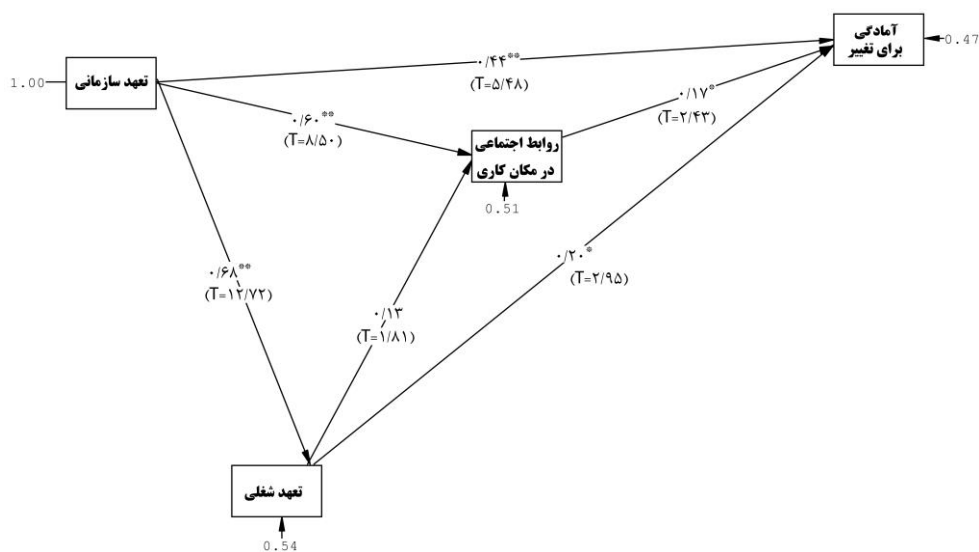 آمادگی
برای تغییر
0.47
۰/۴۴**
(T=۵/۴۸)
1.00
تعهد سازمانی
۰/۱۷*
(T=۲/۴۳)
۰/۶۰**
(T=۸/۵۰)
روابط اجتماعی
در مکان کاری
0.51
۰/۲۰*
(T=۲/۹۵)
۰/۶۸**
(T=۱۲/۷۲)
۰/۱۳
(T=۱/۸۱)
تعهد شغلی
0.54